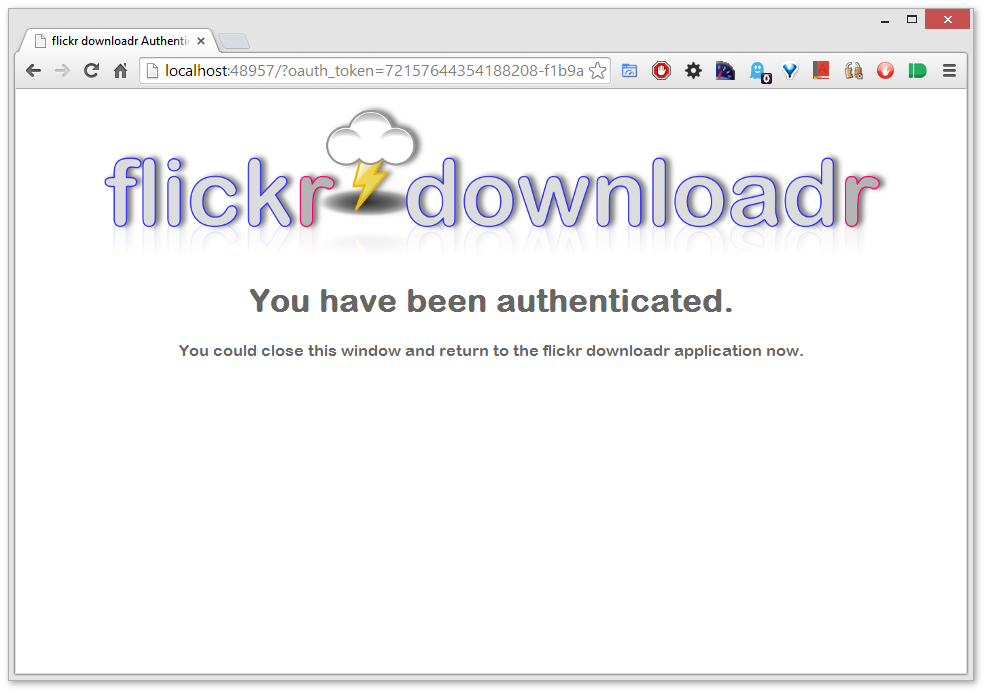 flickr downloadr Authenti
localhost:48957/?oauth_token=72157644354188208-f1b9a
0
flickr downloadr
You have been authenticated.
You could close this window and return to the flickr downloadr application now.